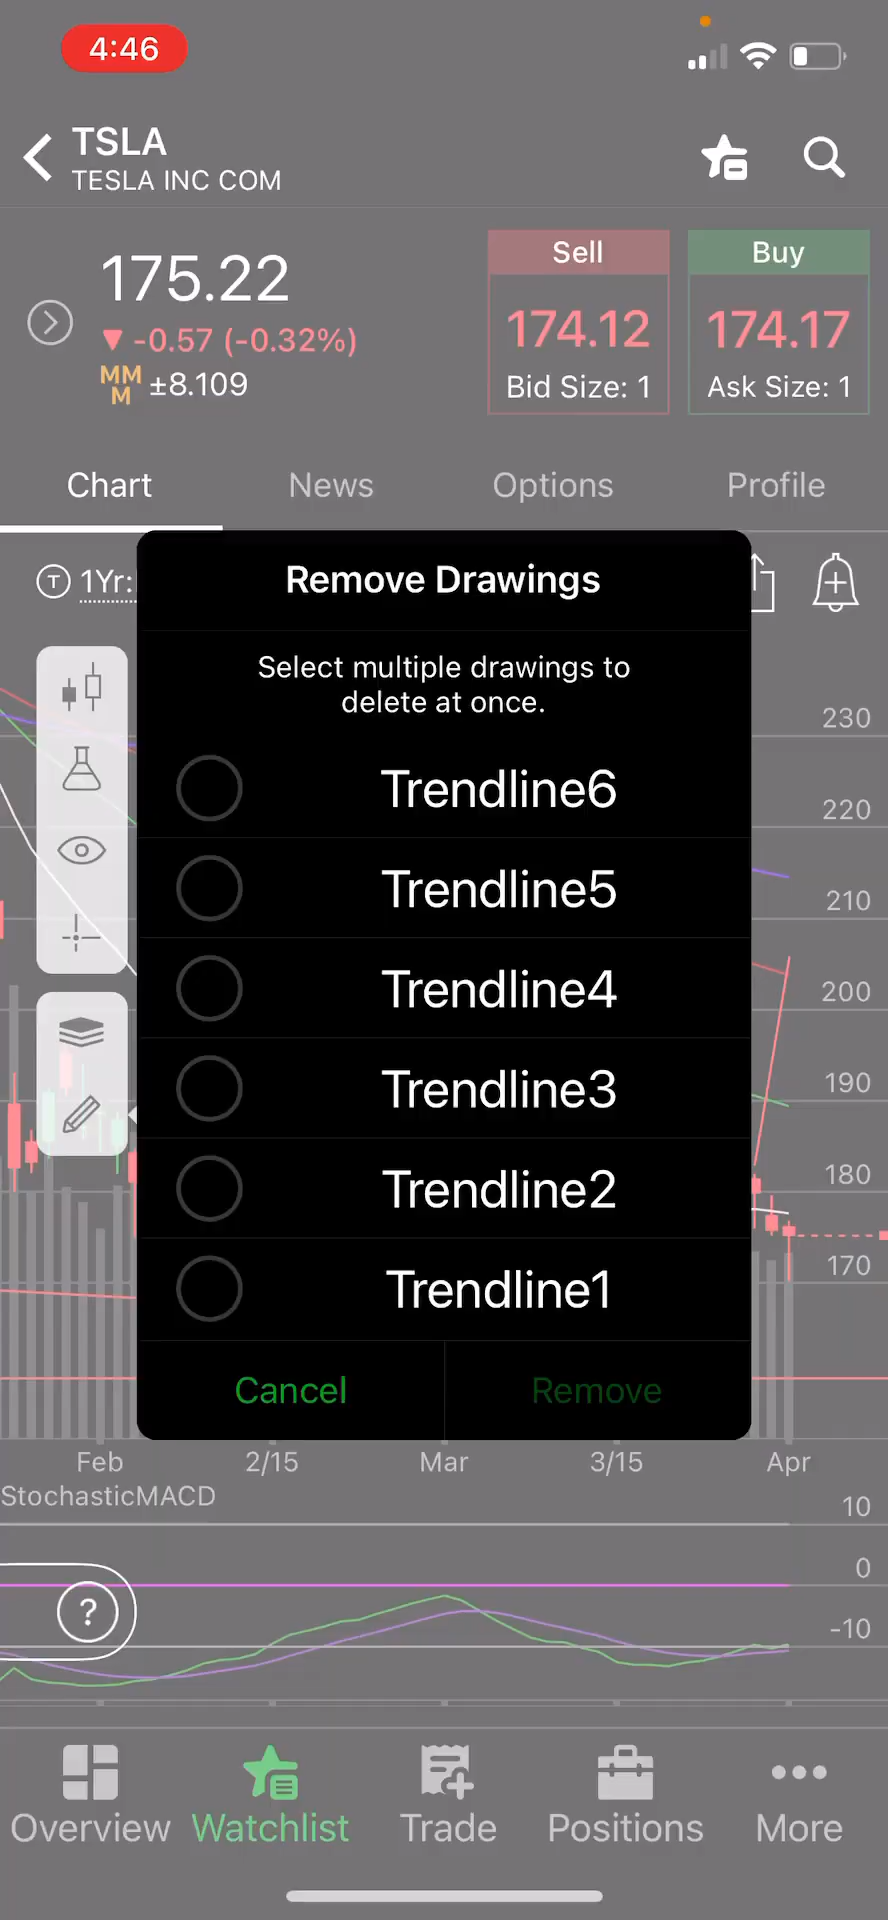 4:46
TSLA
TESLA INC COM
175.22
-0.57 (-0.32%)
MM
M
±8.109
Sell
174.12
Bid Size: 1
Buy
174.17
Ask Size: 1
Chart
News
Options
Profile
T
1Yr:
Remove Drawings
Select multiple drawings to
delete at once.
Trendline6
Trendline5
Trendline4
Trendline3
Trendline2
Trendline1
Cancel
Remove
230
220
210
200
190
180
170
Feb
2/15
Mar
3/15
Apr
StochasticMACD
10
0
-10
?
Overview
Watchlist
Trade
Positions
More